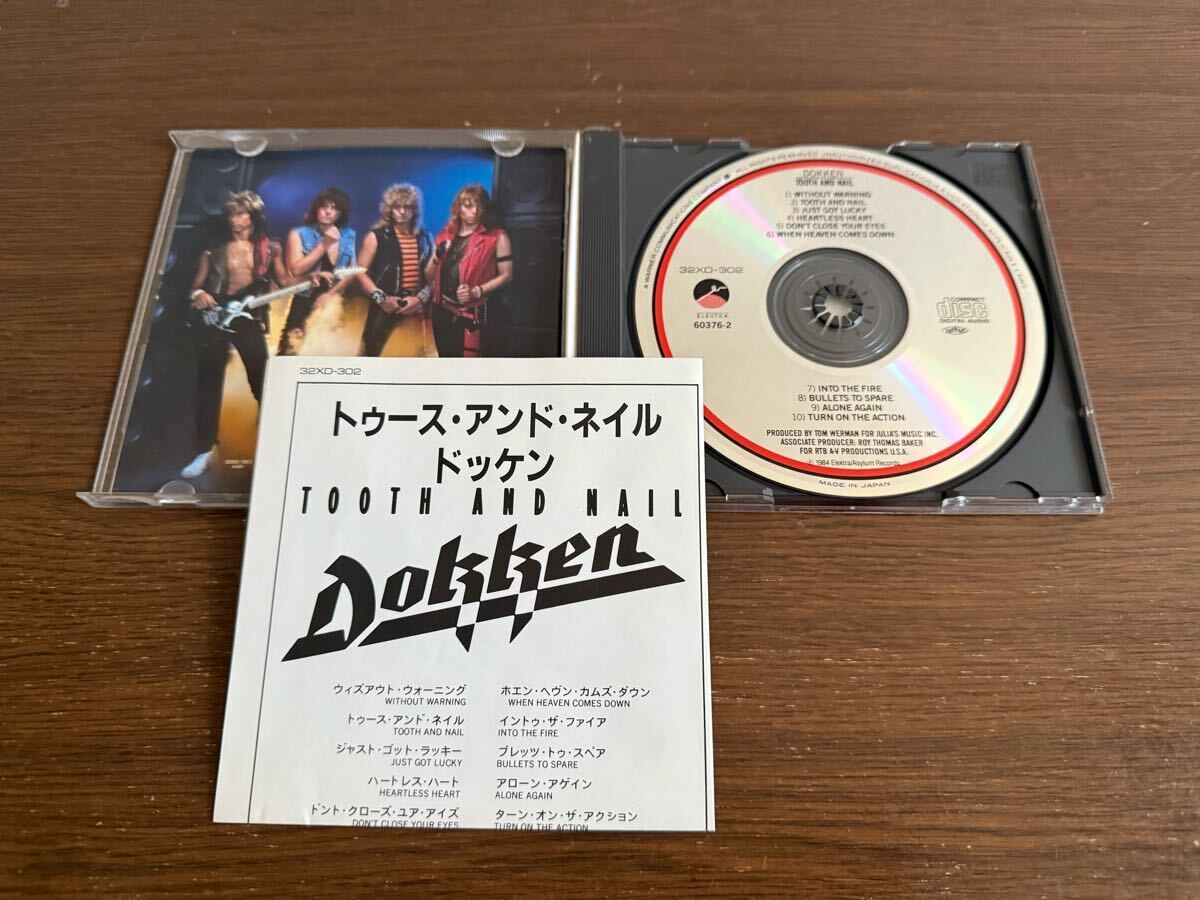 DOKKEN
TOOTH AND NAIL
1) WITHOUT WARNING
2) TOOTH AND NAIL
3) JUST GOT LUCKY
4) HEARTLESS HEART
5) DON'T CLOSE YOUR EYES
6) WHEN HEAVEN COMES DOWN
32XD-302
ELEKTRA
60376-2
COMPACT
disc
DIGITAL AUDIO
7) INTO THE FIRE
8) BULLETS TO SPARE
9) ALONE AGAIN
10) TURN ON THE ACTION
PRODUCED BY TOM WERMAN FOR JULIA'S MUSIC INC.
ASSOCIATE PRODUCER: ROY THOMAS BAKER
FOR RTB A-V PRODUCTIONS U.S.A.
℗ 1984 Elektra/Asylum Records
MADE IN JAPAN
A WARNER COMMUNICATIONS COMPANY
ALL RIGHTS RESERVED UNAUTHORIZED DUPLICATION IS A VIOLATION OF APPLICABLE LAWS
32XD-302
トゥース・アンド・ネイル
ドッケン
TOOTH AND NAIL
Dokken
ウィズアウト・ウォーニング
WITHOUT WARNING
トゥース・アンド・ネイル
TOOTH AND NAIL
ジャスト・ゴット・ラッキー
JUST GOT LUCKY
ハートレス・ハート
HEARTLESS HEART
ドント・クローズ・ユア・アイズ
DON'T CLOSE YOUR EYES
ホエン・ヘヴン・カムズ・ダウン
WHEN HEAVEN COMES DOWN
イントゥ・ザ・ファイア
INTO THE FIRE
ブレッツ・トゥ・スペア
BULLETS TO SPARE
アローン・アゲイン
ALONE AGAIN
ターン・オン・ザ・アクション
TURN ON THE ACTION